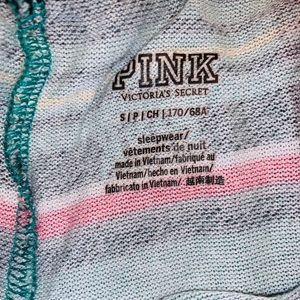 PINK
VICTORIA'S SECRET
S | P | CH | 170/68A
sleepwear/
vêtements de nuit
made in Vietnam/fabriqué au
Vietnam/hecho en Vietnam/
fabbricato in Vietnam/ 越南制造